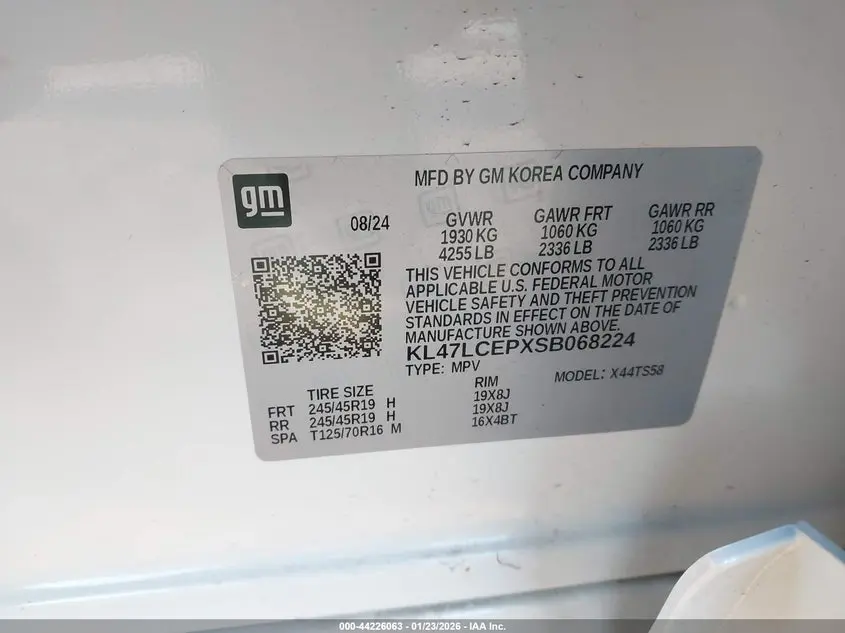 gm
MFD BY GM KOREA COMPANY
08/24
GVWR GAWR FRT GAWR RR
1930 KG 1060 KG 1060 KG
4255 LB 2336 LB 2336 LB
THIS VEHICLE CONFORMS TO ALL
APPLICABLE U.S. FEDERAL MOTOR
VEHICLE SAFETY AND THEFT PREVENTION
STANDARDS IN EFFECT ON THE DATE OF
MANUFACTURE SHOWN ABOVE.
KL47LCEPXSB068224
TYPE: MPV MODEL: X44TS58
TIRE SIZE RIM
FRT 245/45R19 H 19X8J
RR 245/45R19 H 19X8J
SPA T125/70R16 M 16X4BT
000-44226063 - 01/23/2026 - IAA Inc.